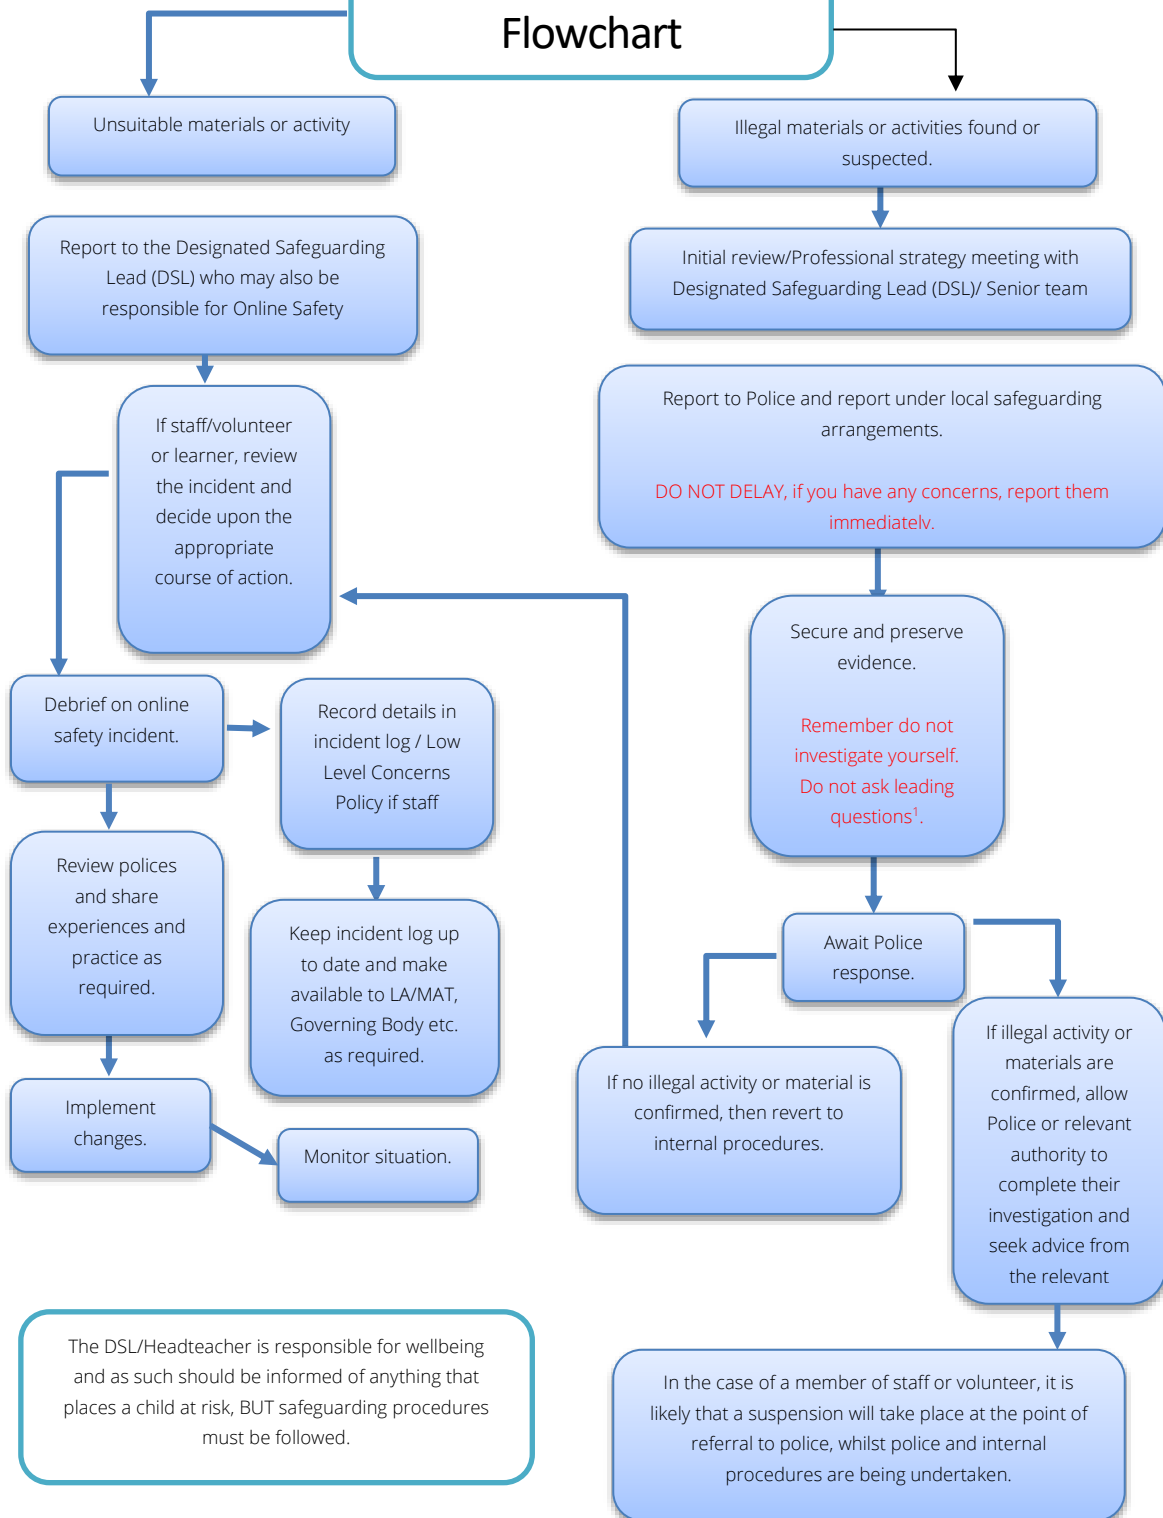 Flowchart
Unsuitable materials or activity
Illegal materials or activities found or
suspected.
Report to the Designated Safeguarding
Lead (DSL) who may also be
responsible for Online Safety
Initial review/Professional strategy meeting with
Designated Safeguarding Lead (DSL)/ Senior team
If staff/volunteer
or learner, review
the incident and
decide upon the
appropriate
course of action.
Report to Police and report under local safeguarding
arrangements.
DO NOT DELAY, if you have any concerns, report them
immediately.
Secure and preserve
evidence.
Remember do not
investigate yourself.
Do not ask leading
questions¹.
Debrief on online
safety incident.
Record details in
incident log / Low
Level Concerns
Policy if staff
Review polices
and share
experiences and
practice as
required.
Keep incident log up
to date and make
available to LA/MAT,
Governing Body etc.
as required.
Await Police
response.
If no illegal activity or material is
confirmed, then revert to
internal procedures.
If illegal activity or
materials are
confirmed, allow
Police or relevant
authority to
complete their
investigation and
seek advice from
the relevant
Implement
changes.
Monitor situation.
The DSL/Headteacher is responsible for wellbeing
and as such should be informed of anything that
places a child at risk, BUT safeguarding procedures
must be followed.
In the case of a member of staff or volunteer, it is
likely that a suspension will take place at the point of
referral to police, whilst police and internal
procedures are being undertaken.